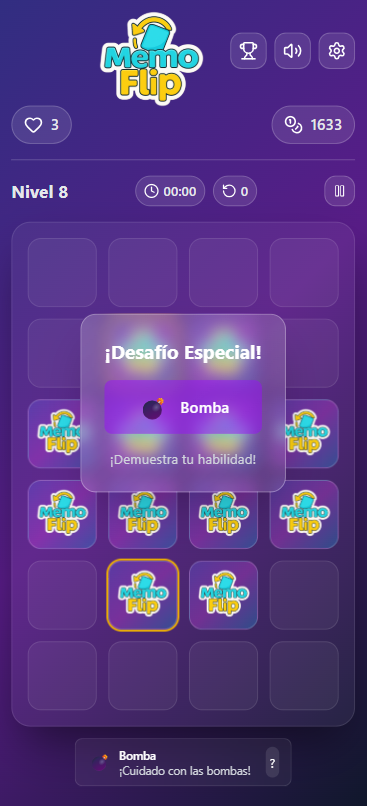 Memo
Flip
3
1633
Nivel 8
00:00
0
¡Desafío Especial!
Bomba
¡Demuestra tu habilidad!
Memo
Flip
Memo
Flip
Memo
Flip
Memo
Flip
Memo
Flip
Memo
Flip
Memo
Flip
Memo
Flip
Bomba
¡Cuidado con las bombas!
?